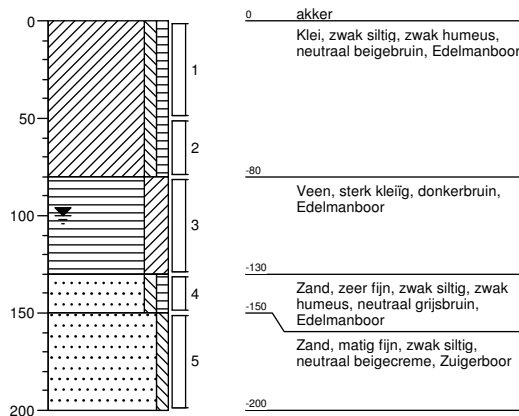 0
50
100
150
200
1
2
3
4
5
0 akker
Klei, zwak siltig, zwak humeus,
neutraal beigebruin, Edelmanboor
-80
Veen, sterk kleiïg, donkerbruin,
Edelmanboor
-130
Zand, zeer fijn, zwak siltig, zwak
humeus, neutraal grijsbruin,
Edelmanboor
-150
Zand, matig fijn, zwak siltig,
neutraal beigecreme, Zuigerboor
-200